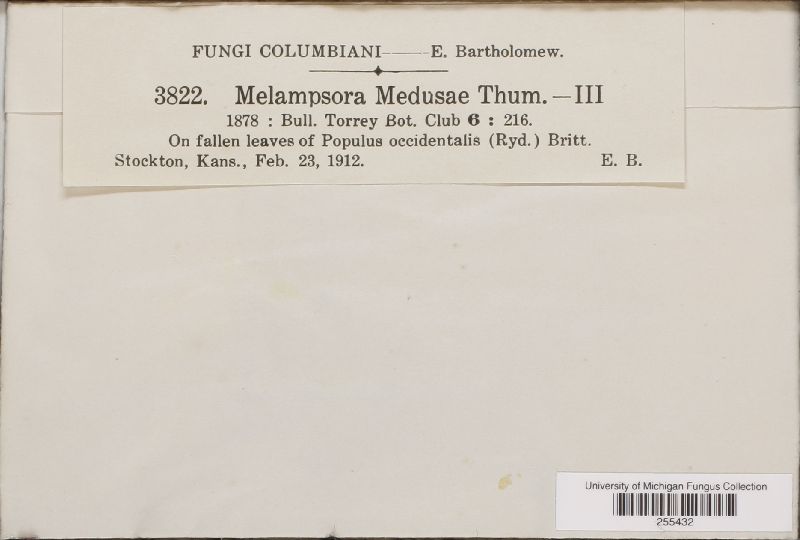 FUNGI COLUMBIANI——E. Bartholomew.
3822. Melampsora Medusae Thum.—III
1878 : Bull. Torrey Bot. Club 6 : 216.
On fallen leaves of Populus occidentalis (Ryd.) Britt.
Stockton, Kans., Feb. 23, 1912. E. B.
University of Michigan Fungus Collection
255432